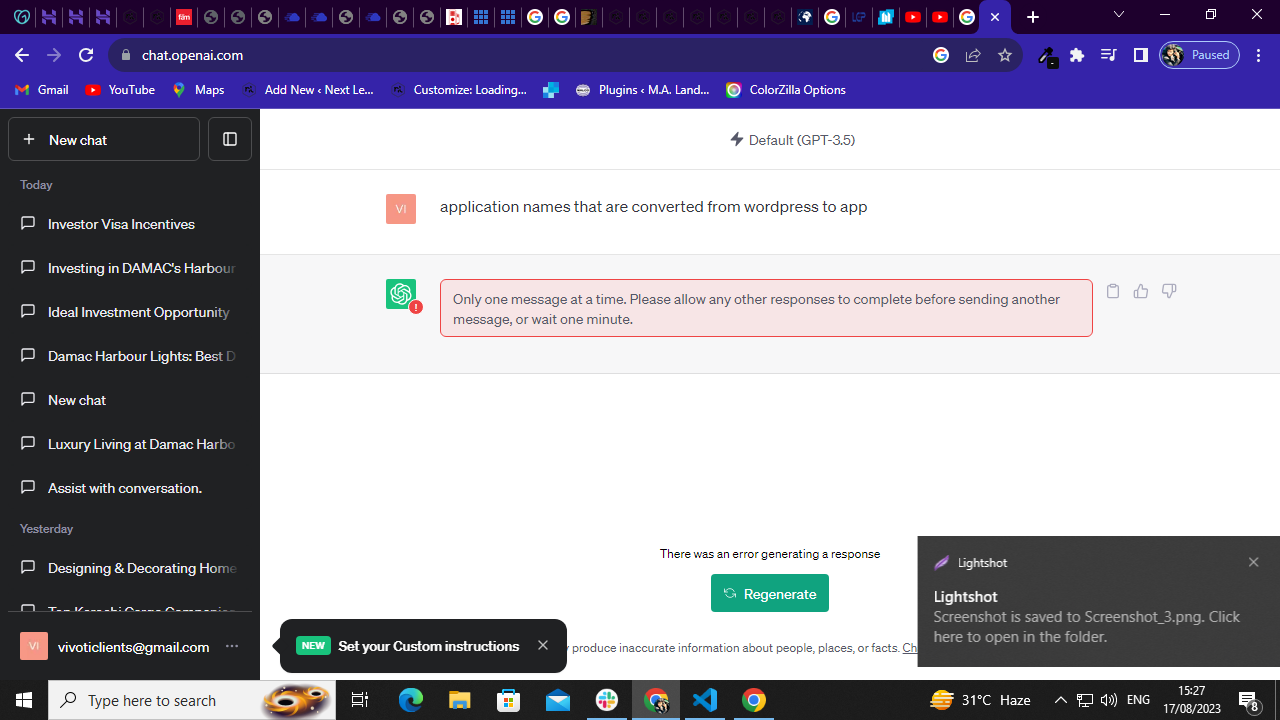 film
chat.openai.com
Paused
Gmail
YouTube
Maps
Add New ‹ Next Le...
Customize: Loading...
Plugins ‹ M.A. Land...
ColorZilla Options
New chat
Default (GPT-3.5)
Today
Investor Visa Incentives
Investing in DAMAC's Harbour
Ideal Investment Opportunity
Damac Harbour Lights: Best D
New chat
Luxury Living at Damac Harbo
Assist with conversation.
Yesterday
Designing & Decorating Home
VI
vivoticlients@gmail.com
VI
application names that are converted from wordpress to app
Only one message at a time. Please allow any other responses to complete before sending another
message, or wait one minute.
There was an error generating a response
Regenerate
NEW Set your Custom instructions
produce inaccurate information about people, places, or facts. Ch
Lightshot
Lightshot
Screenshot is saved to Screenshot_3.png. Click
here to open in the folder.
Type here to search
31°C Haze
ENG
15:27
17/08/2023
8